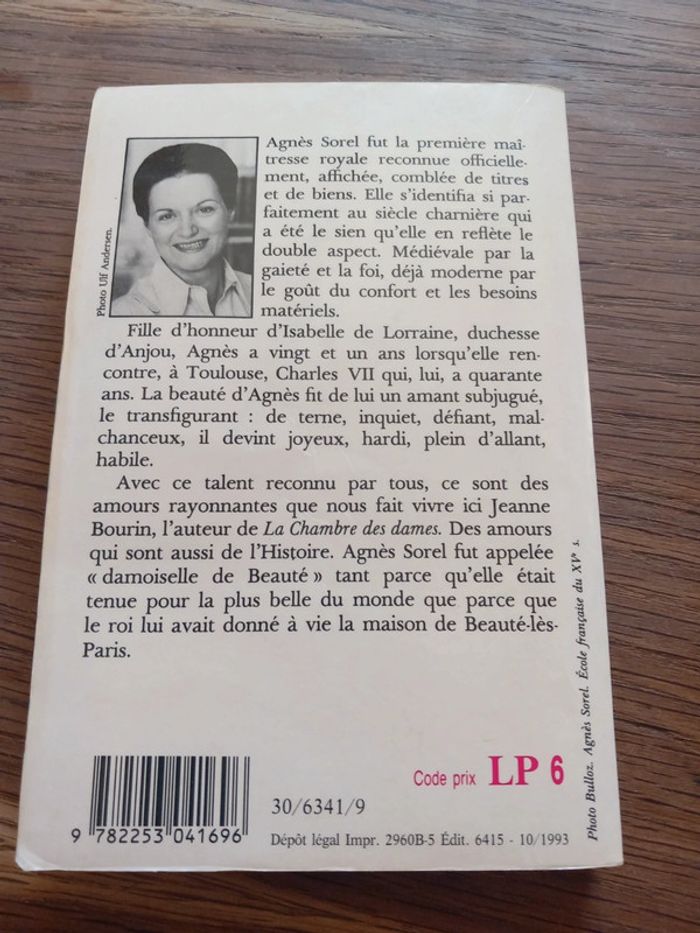 Agnès Sorel fut la première maî-
tresse royale reconnue officielle-
ment, affichée, comblée de titres
et de biens. Elle s'identifia si par-
faitement au siècle charnière qui
a été le sien qu'elle en reflète le
double aspect. Médiévale par la
gaieté et la foi, déjà moderne par
le goût du confort et les besoins
matériels.
Photo Ulf Andersen.
Fille d'honneur d'Isabelle de Lorraine, duchesse
d'Anjou, Agnès a vingt et un ans lorsqu'elle ren-
contre, à Toulouse, Charles VII qui, lui, a quarante
ans. La beauté d'Agnès fit de lui un amant subjugué,
le transfigurant : de terne, inquiet, défiant, mal-
chanceux, il devint joyeux, hardi, plein d'allant,
habile.
Avec ce talent reconnu par tous, ce sont des
amours rayonnantes que nous fait vivre ici Jeanne
Bourin, l'auteur de La Chambre des dames. Des amours
qui sont aussi de l'Histoire. Agnès Sorel fut appelée
« damoiselle de Beauté » tant parce qu'elle était
tenue pour la plus belle du monde que parce que
le roi lui avait donné à vie la maison de Beauté-lès-
Paris.
Photo Bulloz. Agnès Sorel. École française du XVe s.
Code prix LP 6
30/6341/9
9 782253 041696
Dépôt légal Impr. 2960B-5 Édit. 6415 - 10/1993